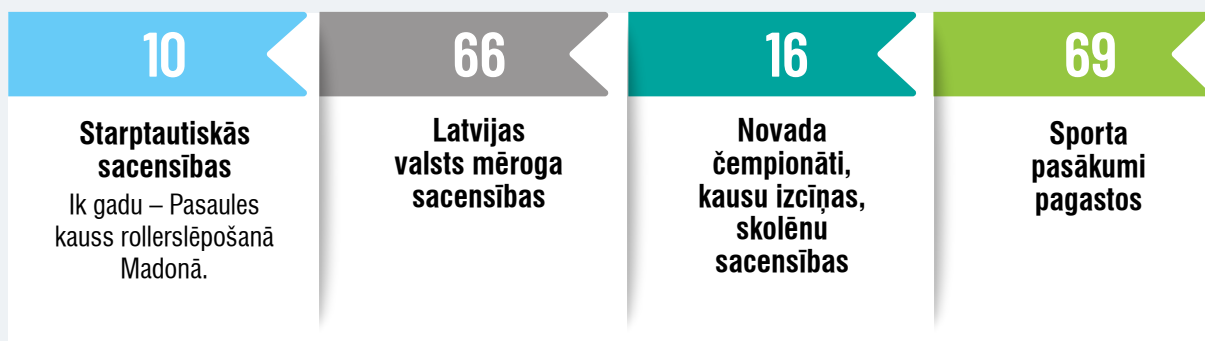 10
Starptautiskās
sacensības
Ik gadu – Pasaules
kauss rollerslēpošanā
Madonā.
66
Latvijas
valsts mēroga
sacensības
16
Novada
čempionāti,
kausu izcīņas,
skolēnu
sacensības
69
Sporta
pasākumi
pagastos